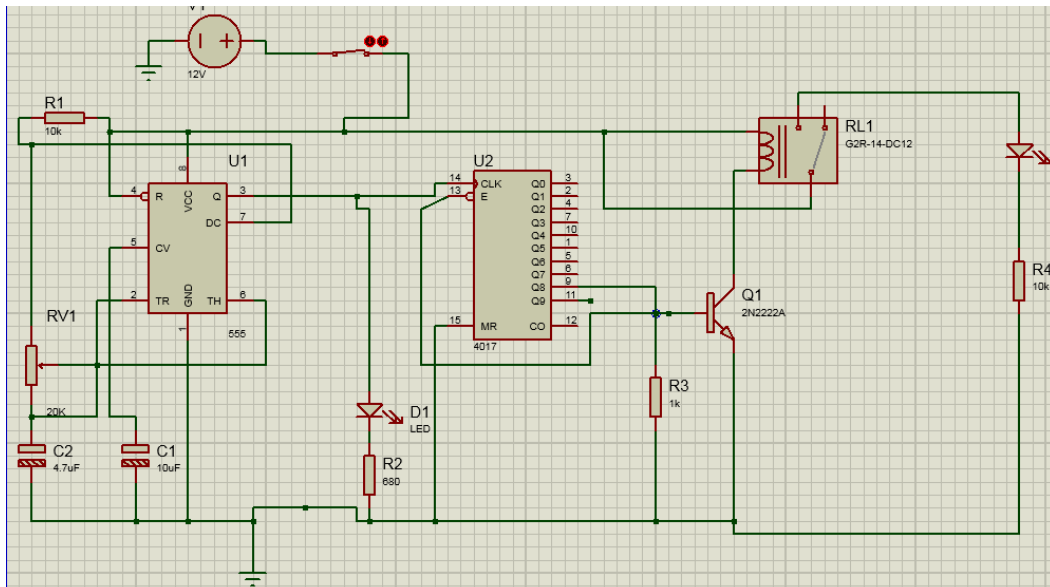 V1
12V
R1
10k
U1
4 R
8 VCC
Q 3
DC 7
5 CV
2 TR
GND 1
TH 6
555
RV1
20K
C2
4.7uF
C1
10uF
D1
LED
R2
680
U2
14 CLK
13 E
15 MR
Q0 3
Q1 2
Q2 4
Q3 7
Q4 10
Q5 1
Q6 5
Q7 6
Q8 9
Q9 11
CO 12
4017
R3
1k
Q1
2N2222A
RL1
G2R-14-DC12
R4
10k